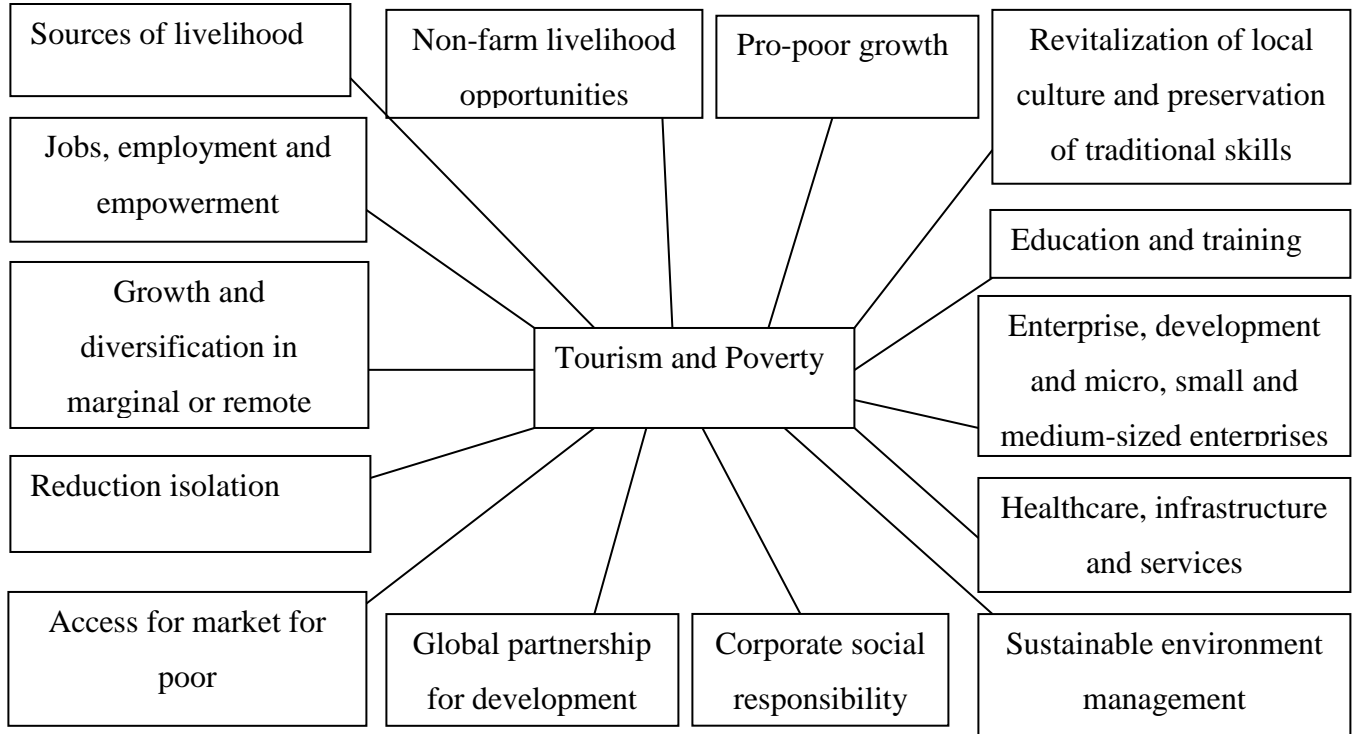 Sources of livelihood
Non-farm livelihood
opportunities
Pro-poor growth
Revitalization of local
culture and preservation
of traditional skills
Jobs, employment and
empowerment
Education and training
Growth and
diversification in
marginal or remote
Tourism and Poverty
Enterprise, development
and micro, small and
medium-sized enterprises
Reduction isolation
Healthcare, infrastructure
and services
Access for market for
poor
Global partnership
for development
Corporate social
responsibility
Sustainable environment
management